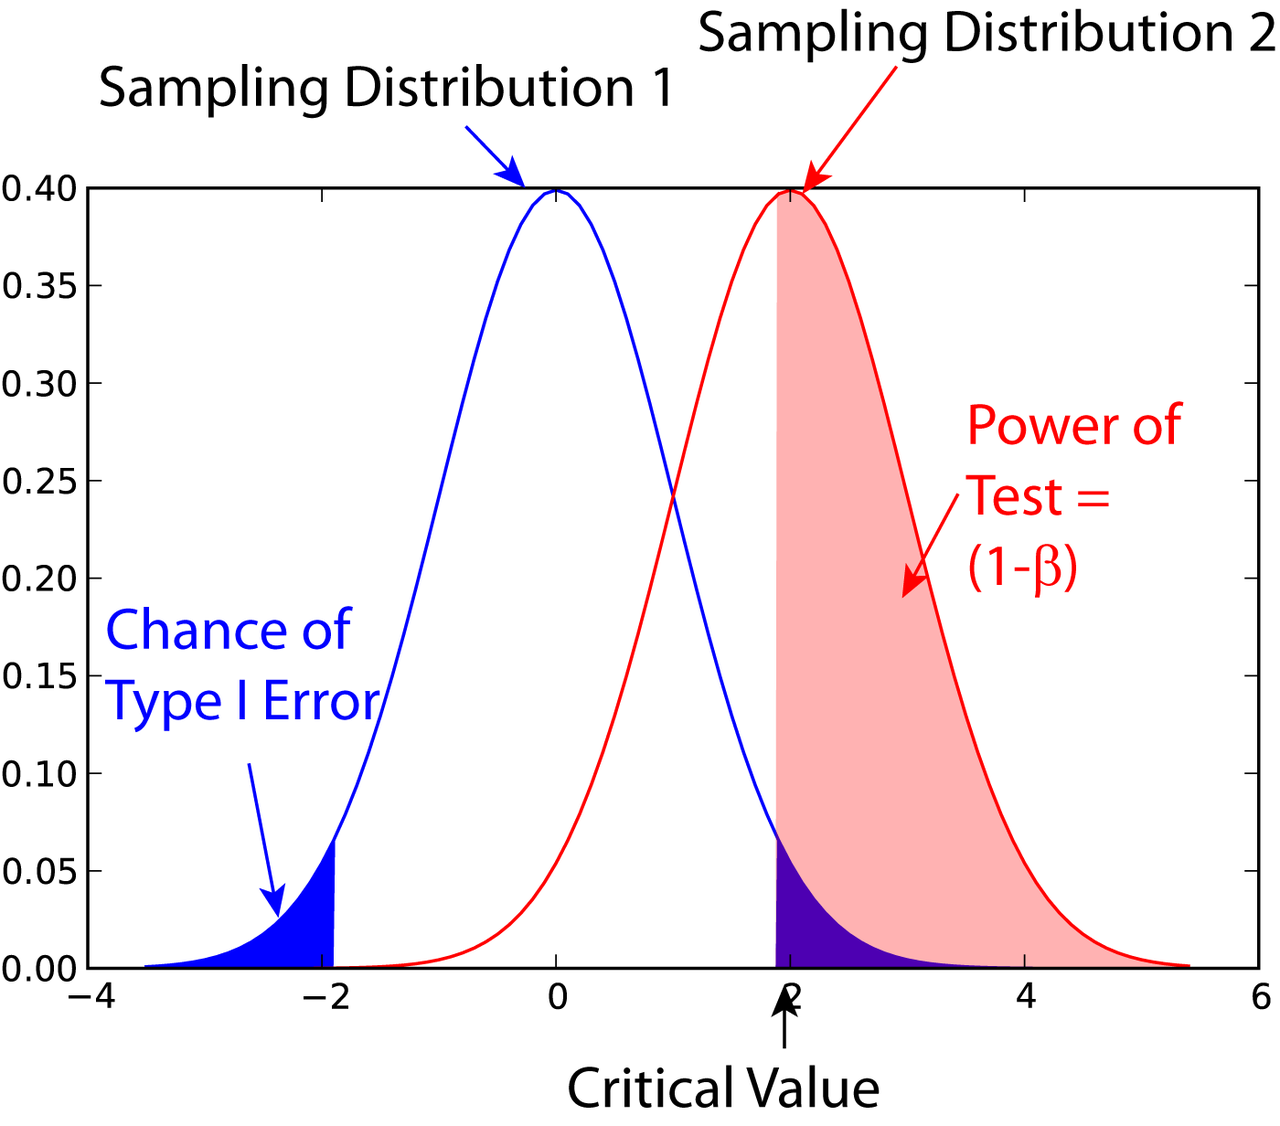 Sampling Distribution 2
Sampling Distribution 1
0.40
0.35
0.30
0.25
0.20
0.15
0.10
0.05
0.00
Power of
Test =
(1-β)
Chance of
Type I Error
−4 −2 0 2 4 6
Critical Value